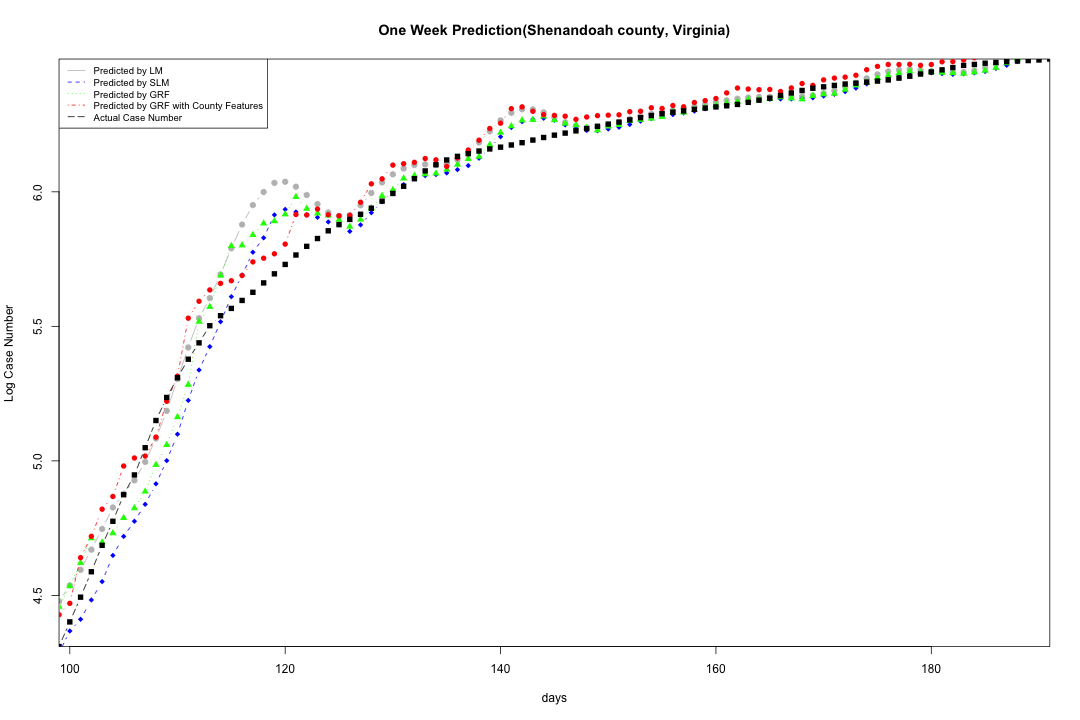 One Week Prediction(Shenandoah county, Virginia)
Predicted by LM
Predicted by SLM
Predicted by GRF
Predicted by GRF with County Features
Actual Case Number
Log Case Number
6.0
5.5
5.0
4.5
100 120 140 160 180
days